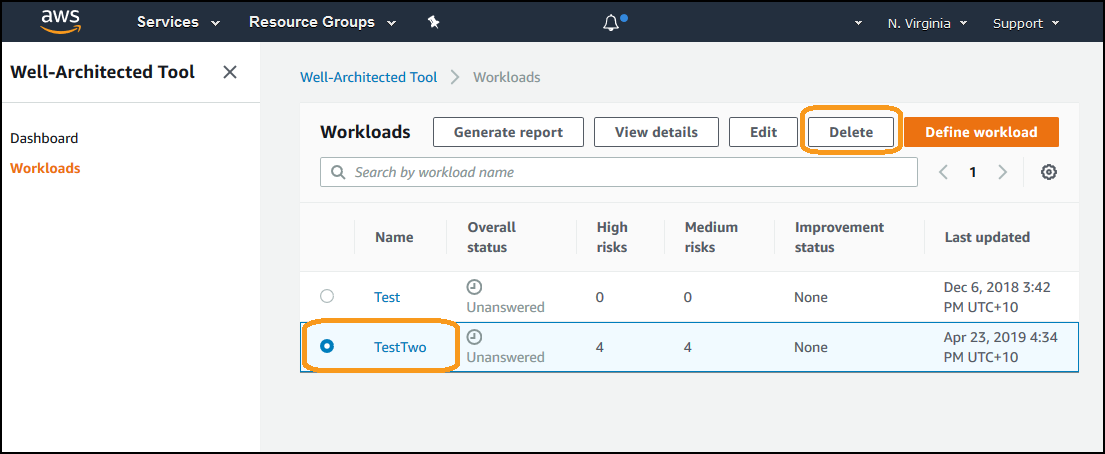 aws Services Resource Groups N. Virginia Support
Well-Architected Tool
Dashboard
Workloads
Well-Architected Tool > Workloads
Workloads Generate report View details Edit Delete Define workload
Search by workload name < 1 >
Name Overall status High risks Medium risks Improvement status Last updated
Test Unanswered 0 0 None Dec 6, 2018 3:42 PM UTC+10
TestTwo Unanswered 4 4 None Apr 23, 2019 4:34 PM UTC+10